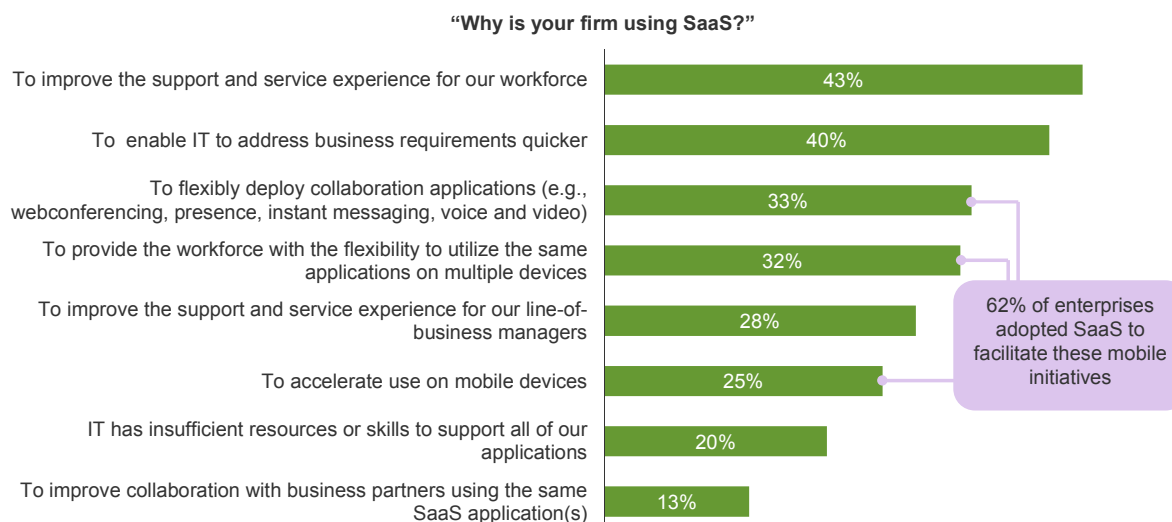 “Why is your firm using SaaS?”
To improve the support and service experience for our workforce
43%
To enable IT to address business requirements quicker
40%
To flexibly deploy collaboration applications (e.g.,
webconferencing, presence, instant messaging, voice and video)
33%
To provide the workforce with the flexibility to utilize the same
applications on multiple devices
32%
To improve the support and service experience for our line-of-
business managers
28%
62% of enterprises
adopted SaaS to
facilitate these mobile
initiatives
To accelerate use on mobile devices
25%
IT has insufficient resources or skills to support all of our
applications
20%
To improve collaboration with business partners using the same
SaaS application(s)
13%